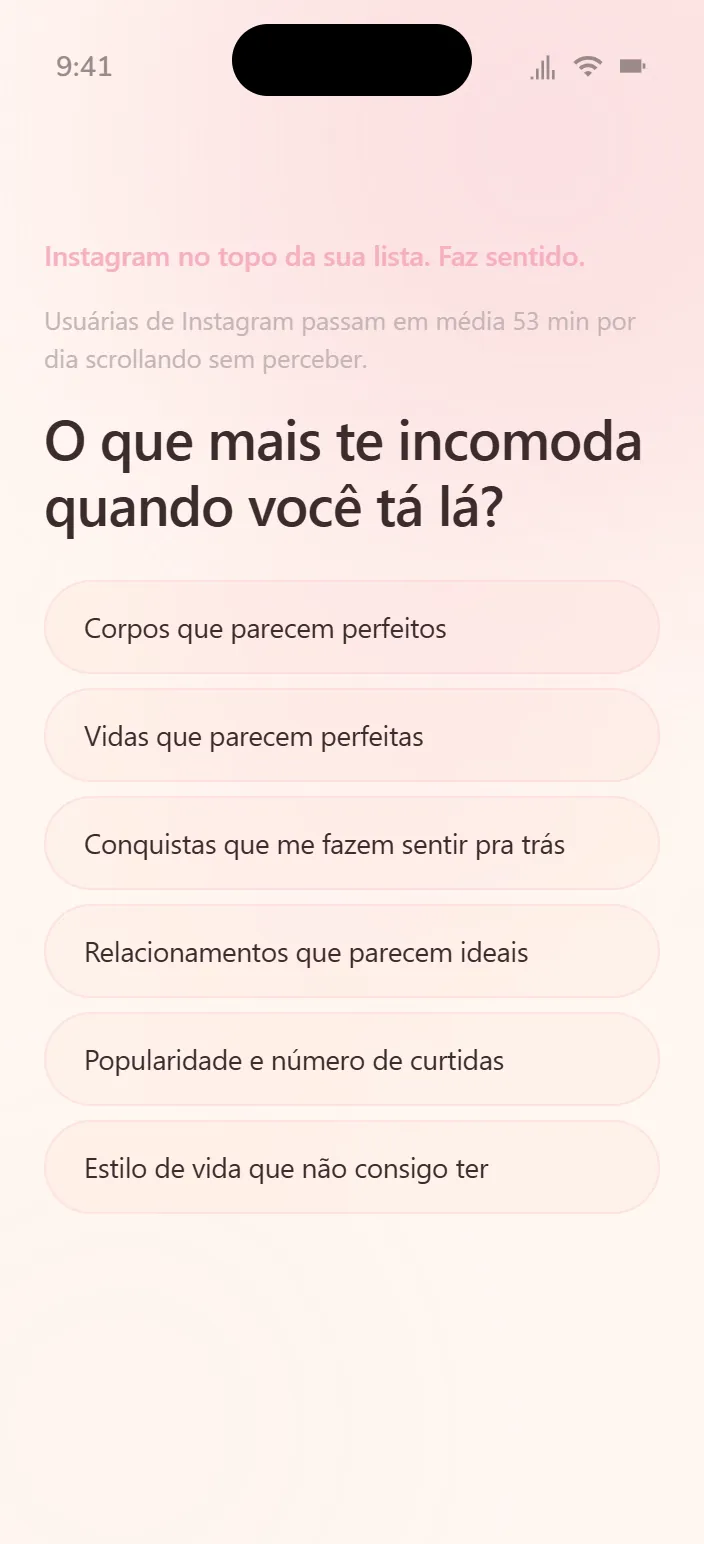 9:41
Instagram no topo da sua lista. Faz sentido.
Usuárias de Instagram passam em média 53 min por
dia scrollando sem perceber.
O que mais te incomoda
quando você tá lá?
Corpos que parecem perfeitos
Vidas que parecem perfeitas
Conquistas que me fazem sentir pra trás
Relacionamentos que parecem ideais
Popularidade e número de curtidas
Estilo de vida que não consigo ter